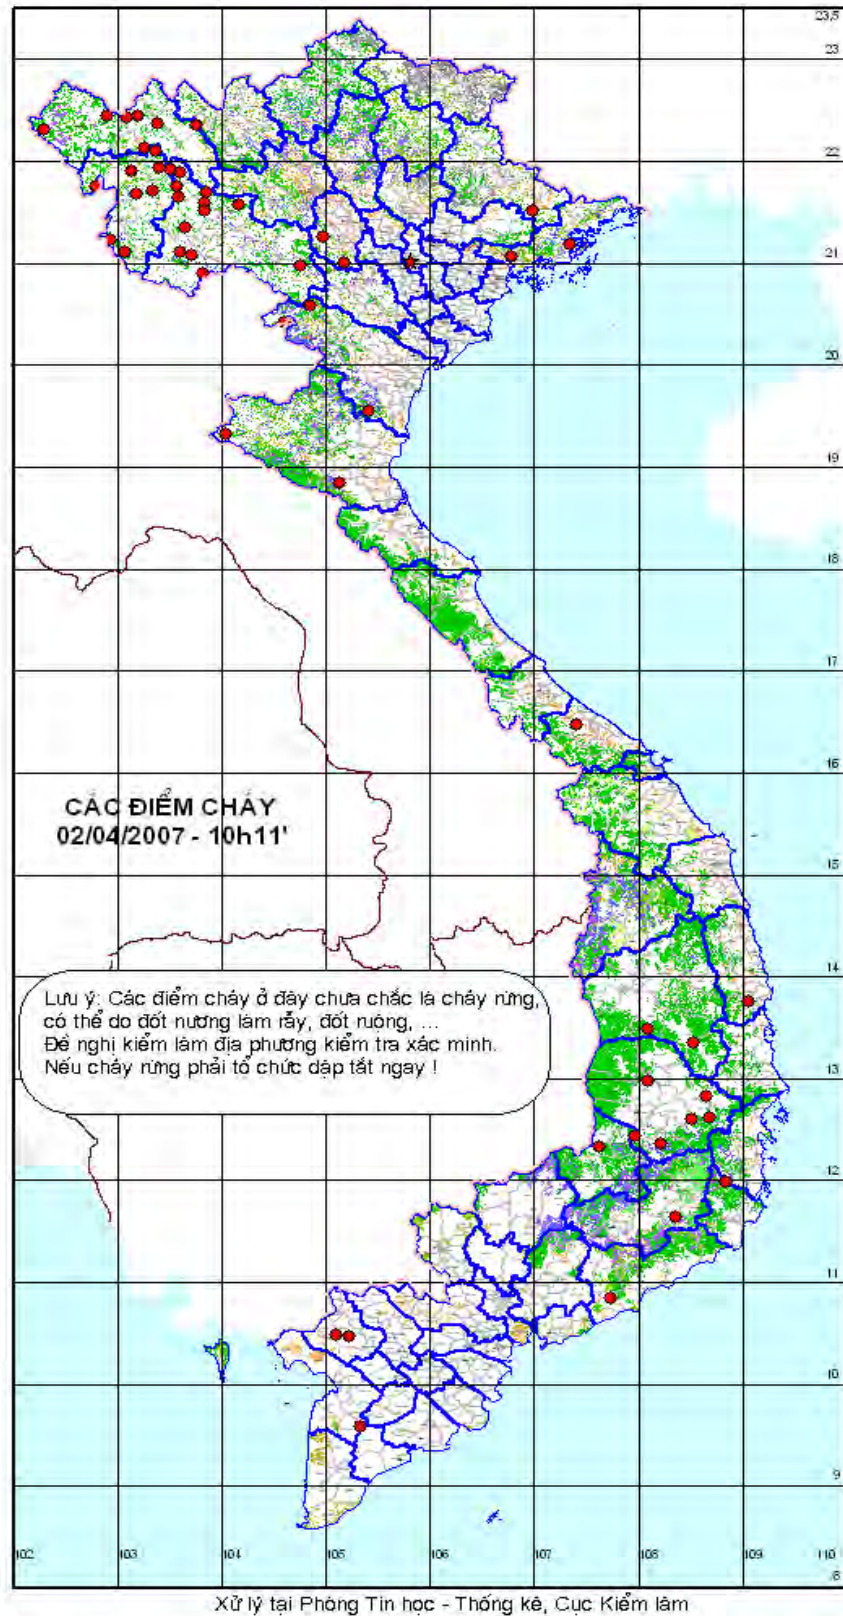 23,5
23
22
21
20
19
18
17
16
CÁC ĐIỂM CHÁY
02/04/2007 - 10h11'
15
14
Lưu ý: Các điểm cháy ở đây chưa chắc là cháy rừng,
có thể do đốt nương làm rẫy, đốt ruộng, ...
Đề nghị kiểm lâm địa phương kiểm tra xác minh.
Nếu cháy rừng phải tổ chức dập tắt ngay !
13
12
11
10
9
102 103 104 105 106 107 108 109 110
8
Xử lý tại Phòng Tin học - Thống kê, Cục Kiểm lâm